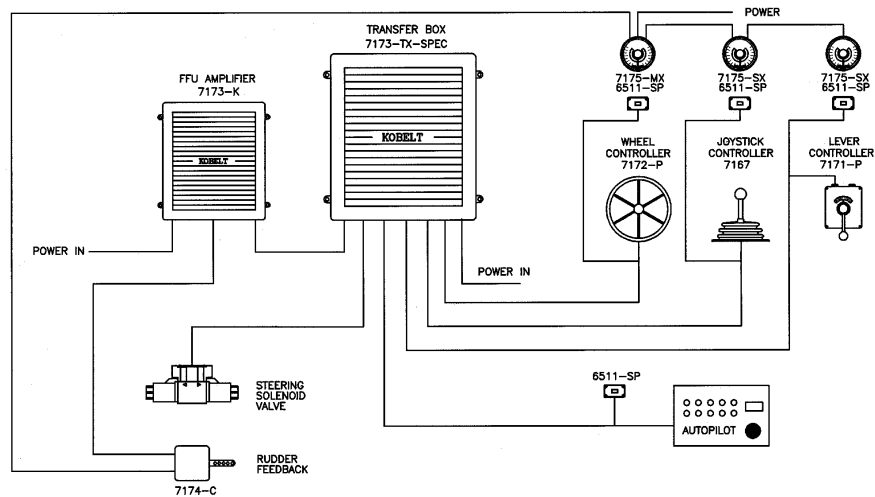 POWER
TRANSFER BOX
7173-TX-SPEC
FFU AMPLIFIER
7173-K
7175-MX
6511-SP
7175-SX
6511-SP
7175-SX
6511-SP
KOBELT
KOBELT
WHEEL
CONTROLLER
7172-P
JOYSTICK
CONTROLLER
7167
LEVER
CONTROLLER
7171-P
POWER IN
POWER IN
STEERING
SOLENOID
VALVE
6511-SP
AUTOPILOT
RUDDER
FEEDBACK
7174-C